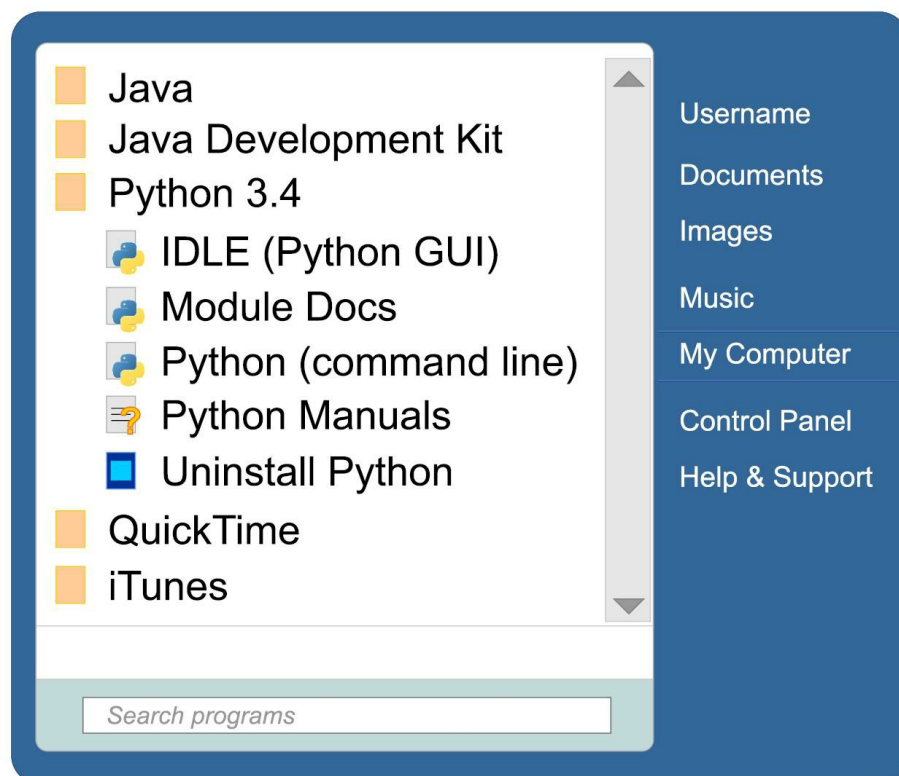 Java
Java Development Kit
Python 3.4
IDLE (Python GUI)
Module Docs
Python (command line)
Python Manuals
Uninstall Python
QuickTime
iTunes
Search programs
Username
Documents
Images
Music
My Computer
Control Panel
Help & Support